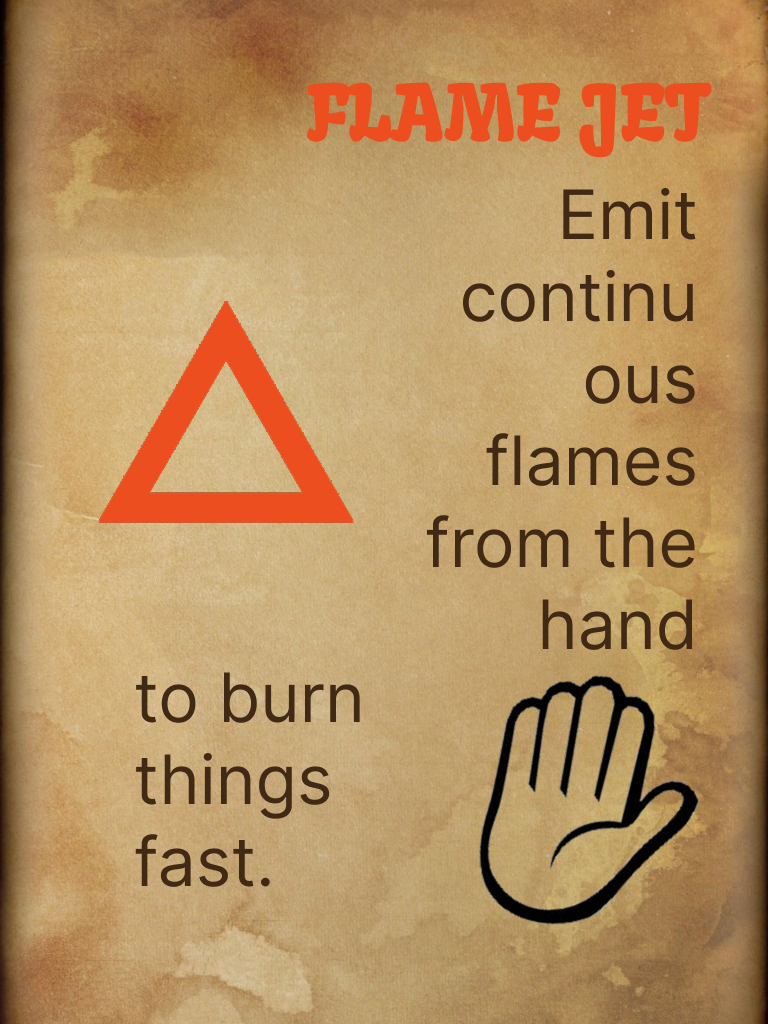 FLAME JET
Emit
continu
ous
flames
from the
hand
to burn
things
fast.